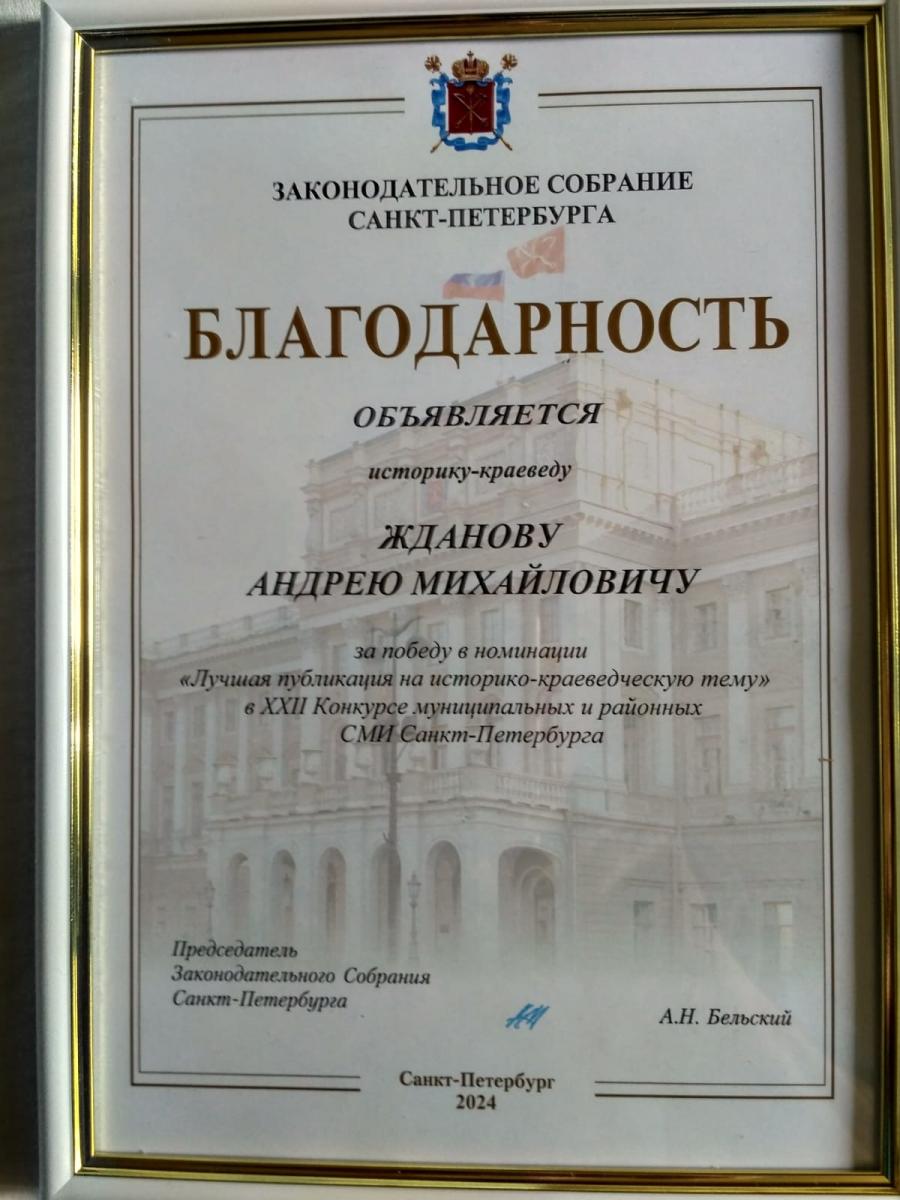 ЗАКОНОДАТЕЛЬНОЕ СОБРАНИЕ
САНКТ-ПЕТЕРБУРГА
БЛАГОДАРНОСТЬ
ОБЪЯВЛЯЕТСЯ
историку-краеведу
ЖДАНОВУ
АНДРЕЮ МИХАЙЛОВИЧУ
за победу в номинации
«Лучшая публикация на историко-краеведческую тему»
в XXII Конкурсе муниципальных и районных
СМИ Санкт-Петербурга
Председатель
Законодательного Собрания
Санкт-Петербурга
А.Н. Бельский
Санкт-Петербург
2024